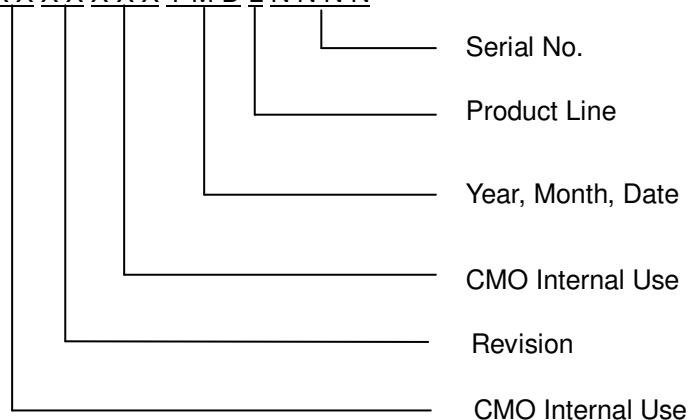 Serial No.
Product Line
Year, Month, Date
CMO Internal Use
Revision
CMO Internal Use